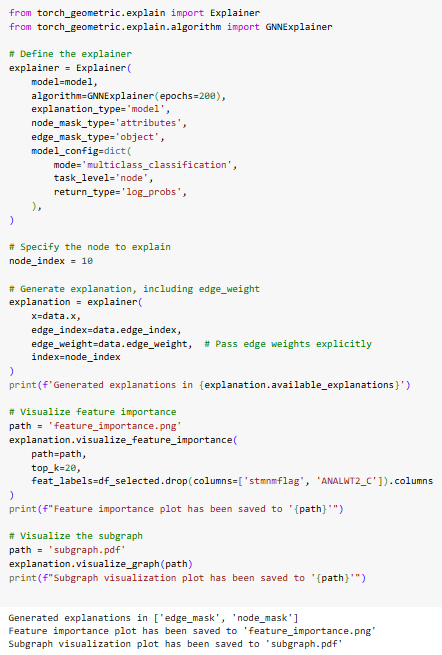 from torch_geometric.explain import Explainer
from torch_geometric.explain.algorithm import GNNExplainer

# Define the explainer
explainer = Explainer(
    model=model,
    algorithm=GNNExplainer(epochs=200),
    explanation_type='model',
    node_mask_type='attributes',
    edge_mask_type='object',
    model_config=dict(
        mode='multiclass_classification',
        task_level='node',
        return_type='log_probs',
    ),
)

# Specify the node to explain
node_index = 10

# Generate explanation, including edge_weight
explanation = explainer(
    x=data.x,
    edge_index=data.edge_index,
    edge_weight=data.edge_weight,  # Pass edge weights explicitly
    index=node_index
)
print(f'Generated explanations in {explanation.available_explanations}')

# Visualize feature importance
path = 'feature_importance.png'
explanation.visualize_feature_importance(
    path=path,
    top_k=20,
    feat_labels=df_selected.drop(columns=['stmnmflag', 'ANALWT2_C']).columns
)
print(f"Feature importance plot has been saved to '{path}'")

# Visualize the subgraph
path = 'subgraph.pdf'
explanation.visualize_graph(path)
print(f"Subgraph visualization plot has been saved to '{path}'")

Generated explanations in ['edge_mask', 'node_mask']
Feature importance plot has been saved to 'feature_importance.png'
Subgraph visualization plot has been saved to 'subgraph.pdf'